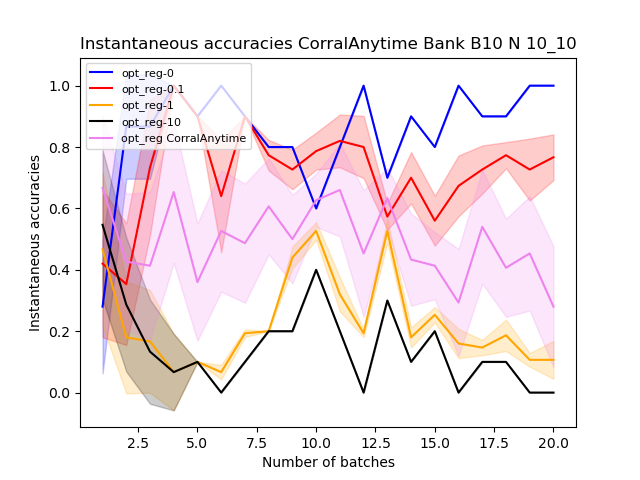 Instantaneous accuracies CorralAnytime Bank B10 N 10_10
opt_reg-0
opt_reg-0.1
opt_reg-1
opt_reg-10
opt_reg CorralAnytime
Instantaneous accuracies
1.0
0.8
0.6
0.4
0.2
0.0
2.5 5.0 7.5 10.0 12.5 15.0 17.5 20.0
Number of batches